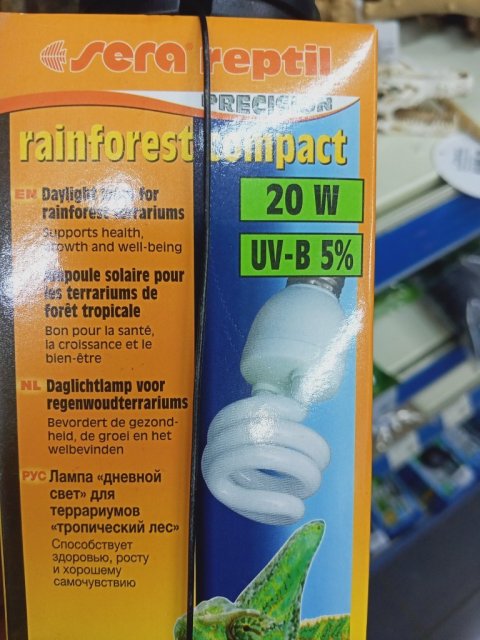 sera reptil
PRECISION
rainforest compact
20 W
UV-B 5%
EN Daylight for
rainforest terrariums
Supports health,
growth and well-being
Ampoule solaire pour
les terrariums de
forêt tropicale
Bon pour la santé,
la croissance et le
bien-être
NL Daglichtlamp voor
regenwoudterrariums
Bevordert de gezond-
heid, de groei en het
welbevinden
РУС Лампа «дневной
свет» для
террариумов
«тропический лес»
Способствует
здоровью, росту
и хорошему
самочувствию